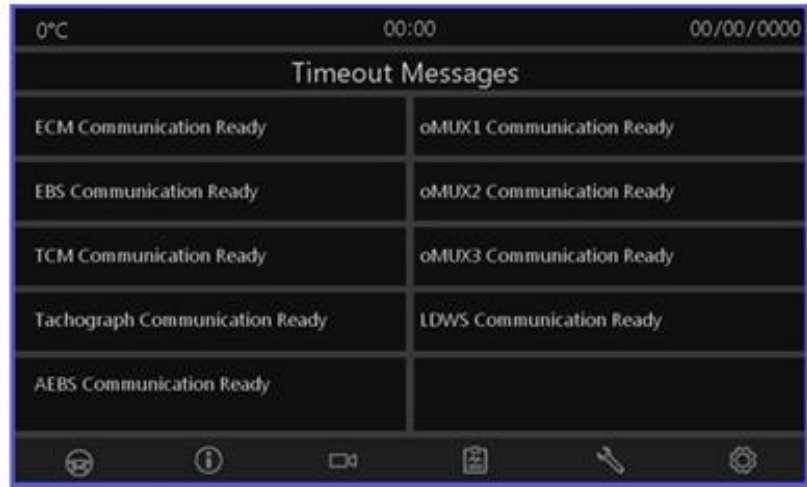 0°C 00:00 00/00/0000
Timeout Messages
ECM Communication Ready
oMUX1 Communication Ready
EBS Communication Ready
oMUX2 Communication Ready
TCM Communication Ready
oMUX3 Communication Ready
Tachograph Communication Ready
LDWS Communication Ready
AEBS Communication Ready